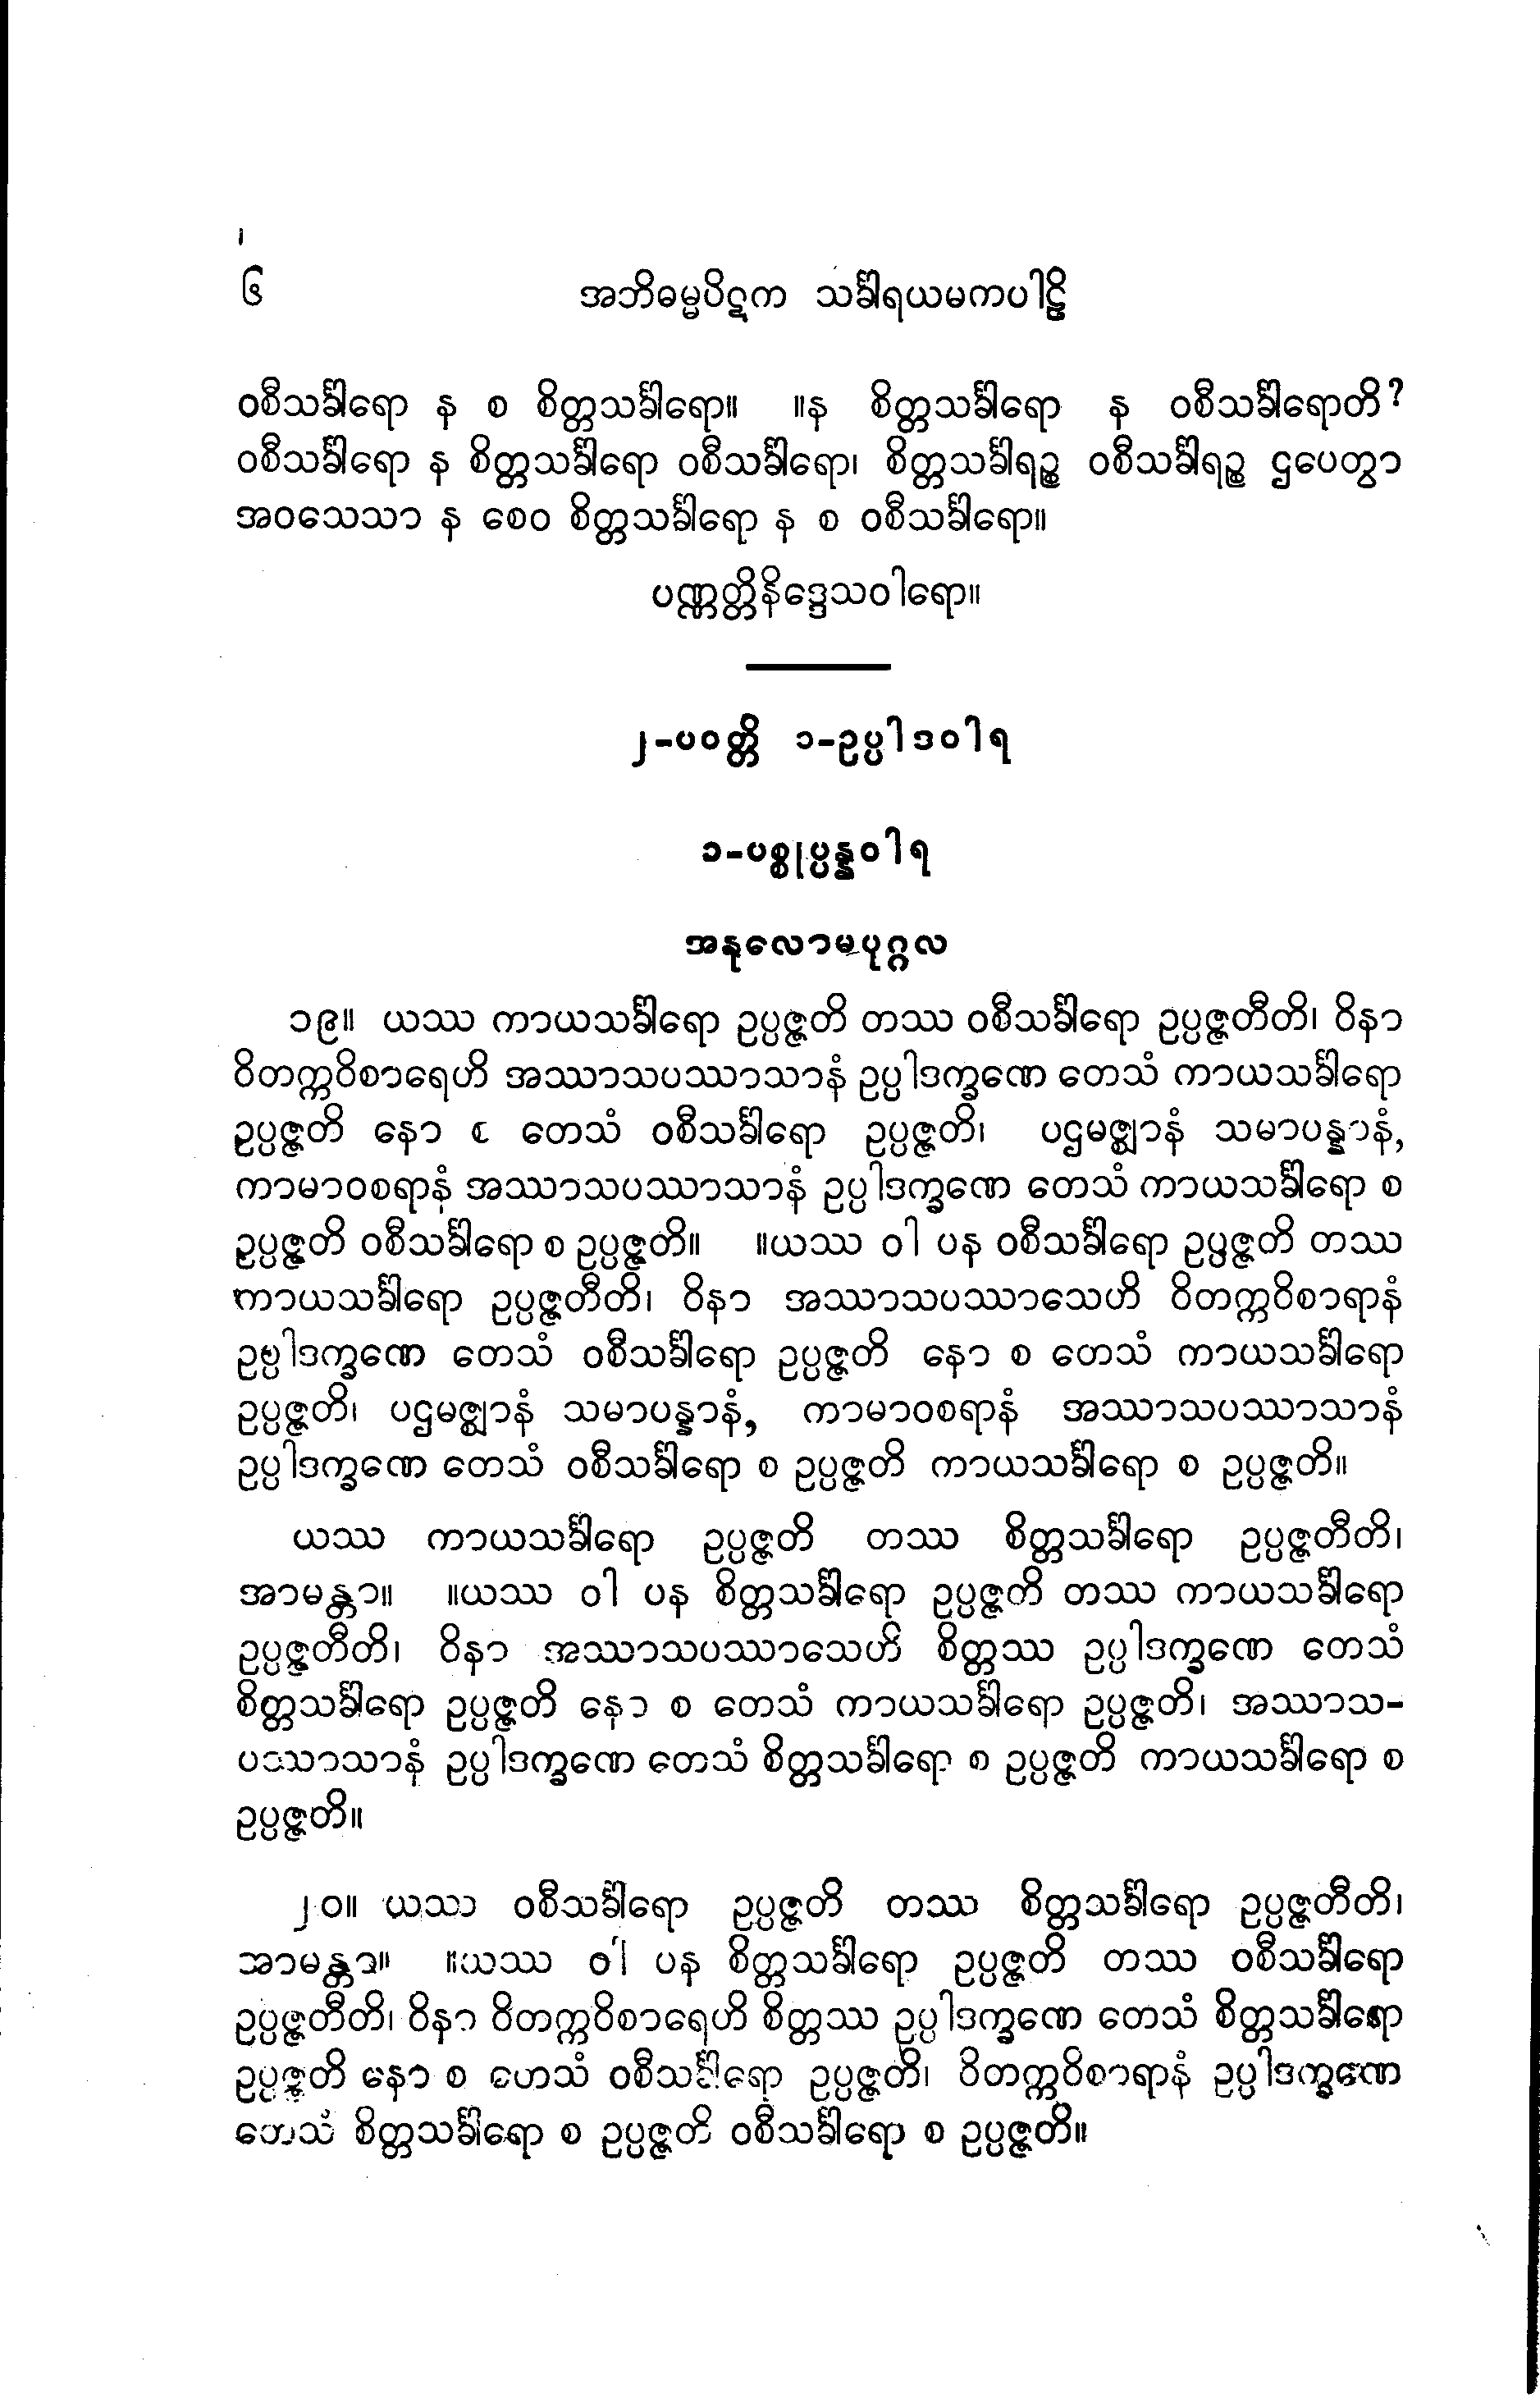 ၆ အဘိဓမ္မပိဋက သင်္ခါရယမကပါဠိ
ဝစီသင်္ခါရော န စ စိတ္တသင်္ခါရော။ ။န စိတ္တသင်္ခါရော န ဝစီသင်္ခါရောတိ?
ဝစီသင်္ခါရော န စိတ္တသင်္ခါရော ဝစီသင်္ခါရော၊ စိတ္တသင်္ခါရဉ္စ ဝစီသင်္ခါရဉ္စ ဌပေတွာ
အဝသေသာ န စေဝ စိတ္တသင်္ခါရော န စ ဝစီသင်္ခါရော။
ပဏ္ဏတ္တိနိဒ္ဒေသဝါရော။
၂-ပဝတ္တိ ၁-ဥပ္ပါဒဝါရ
၁-ပစ္စုပ္ပန္နဝါရ
အနုလောမပုဂ္ဂလ
၁၉။ ယဿ ကာယသင်္ခါရော ဥပ္ပဇ္ဇတိ တဿ ဝစီသင်္ခါရော ဥပ္ပဇ္ဇတီတိ၊ ဝိနာ
ဝိတက္ကဝိစာရေဟိ အဿာသပဿာသာနံ ဥပ္ပါဒက္ခဏေ တေသံ ကာယသင်္ခါရော
ဥပ္ပဇ္ဇတိ နော စ တေသံ ဝစီသင်္ခါရော ဥပ္ပဇ္ဇတိ၊ ပဌမဇ္ဈာနံ သမာပန္နာနံ,
ကာမာဝစရာနံ အဿာသပဿာသာနံ ဥပ္ပါဒက္ခဏေ တေသံ ကာယသင်္ခါရော စ
ဥပ္ပဇ္ဇတိ ဝစီသင်္ခါရော စ ဥပ္ပဇ္ဇတိ။ ။ယဿ ဝါ ပန ဝစီသင်္ခါရော ဥပ္ပဇ္ဇတိ တဿ
ကာယသင်္ခါရော ဥပ္ပဇ္ဇတီတိ၊ ဝိနာ အဿာသပဿာသေဟိ ဝိတက္ကဝိစာရာနံ
ဥပ္ပါဒက္ခဏေ တေသံ ဝစီသင်္ခါရော ဥပ္ပဇ္ဇတိ နော စ တေသံ ကာယသင်္ခါရော
ဥပ္ပဇ္ဇတိ၊ ပဌမဇ္ဈာနံ သမာပန္နာနံ, ကာမာဝစရာနံ အဿာသပဿာသာနံ
ဥပ္ပါဒက္ခဏေ တေသံ ဝစီသင်္ခါရော စ ဥပ္ပဇ္ဇတိ ကာယသင်္ခါရော စ ဥပ္ပဇ္ဇတိ။
ယဿ ကာယသင်္ခါရော ဥပ္ပဇ္ဇတိ တဿ စိတ္တသင်္ခါရော ဥပ္ပဇ္ဇတီတိ၊
အာမန္တာ။ ။ယဿ ဝါ ပန စိတ္တသင်္ခါရော ဥပ္ပဇ္ဇတိ တဿ ကာယသင်္ခါရော
ဥပ္ပဇ္ဇတီတိ၊ ဝိနာ အဿာသပဿာသေဟိ စိတ္တဿ ဥပ္ပါဒက္ခဏေ တေသံ
စိတ္တသင်္ခါရော ဥပ္ပဇ္ဇတိ နော စ တေသံ ကာယသင်္ခါရော ဥပ္ပဇ္ဇတိ၊ အဿာသ-
ပဿာသာနံ ဥပ္ပါဒက္ခဏေ တေသံ စိတ္တသင်္ခါရော စ ဥပ္ပဇ္ဇတိ ကာယသင်္ခါရော စ
ဥပ္ပဇ္ဇတိ။
၂၀။ ယဿ ဝစီသင်္ခါရော ဥပ္ပဇ္ဇတိ တဿ စိတ္တသင်္ခါရော ဥပ္ပဇ္ဇတီတိ၊
အာမန္တာ။ ။ယဿ ဝါ ပန စိတ္တသင်္ခါရော ဥပ္ပဇ္ဇတိ တဿ ဝစီသင်္ခါရော
ဥပ္ပဇ္ဇတီတိ၊ ဝိနာ ဝိတက္ကဝိစာရေဟိ စိတ္တဿ ဥပ္ပါဒက္ခဏေ တေသံ စိတ္တသင်္ခါရော
ဥပ္ပဇ္ဇတိ နော စ တေသံ ဝစီသင်္ခါရော ဥပ္ပဇ္ဇတိ၊ ဝိတက္ကဝိစာရာနံ ဥပ္ပါဒက္ခဏေ
တေသံ စိတ္တသင်္ခါရော စ ဥပ္ပဇ္ဇတိ ဝစီသင်္ခါရော စ ဥပ္ပဇ္ဇတိ။